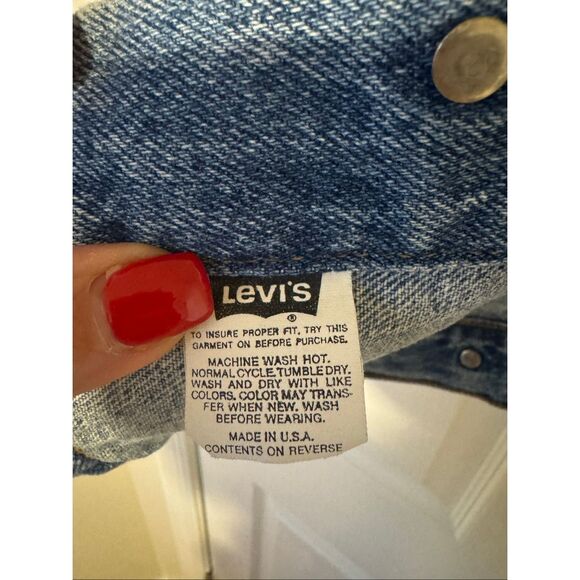 LEVI'S
®
TO INSURE PROPER FIT, TRY THIS
GARMENT ON BEFORE PURCHASE.
MACHINE WASH HOT.
NORMAL CYCLE. TUMBLE DRY.
WASH AND DRY WITH LIKE
COLORS. COLOR MAY TRANS-
FER WHEN NEW. WASH
BEFORE WEARING.
MADE IN U.S.A.
CONTENTS ON REVERSE